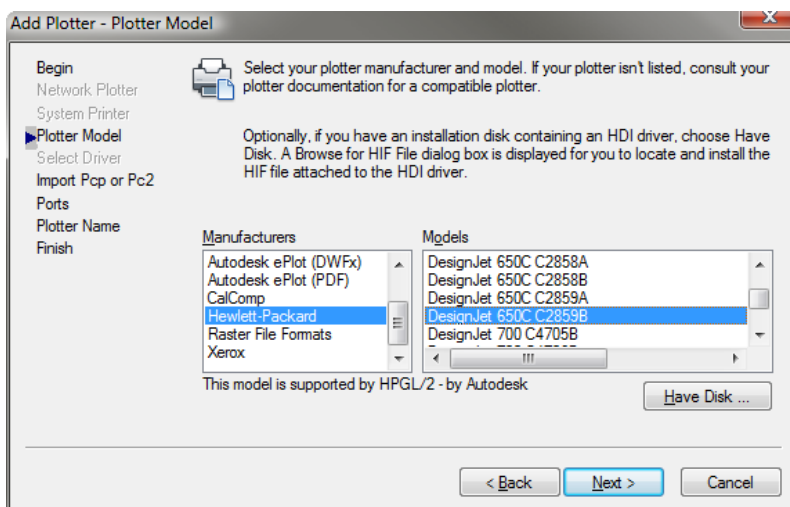 Add Plotter - Plotter Model
Begin
Network Plotter
System Printer
Plotter Model
Select Driver
Import Pcp or Pc2
Ports
Plotter Name
Finish
Select your plotter manufacturer and model. If your plotter isn't listed, consult your
plotter documentation for a compatible plotter.
Optionally, if you have an installation disk containing an HDI driver, choose Have
Disk. A Browse for HIF File dialog box is displayed for you to locate and install the
HIF file attached to the HDI driver.
Manufacturers
Autodesk ePlot (DWFx)
Autodesk ePlot (PDF)
CalComp
Hewlett-Packard
Raster File Formats
Xerox
Models
DesignJet 650C C2858A
DesignJet 650C C2858B
DesignJet 650C C2859A
DesignJet 650C C2859B
DesignJet 700 C4705B
This model is supported by HPGL/2 - by Autodesk
Have Disk ...
< Back
Next >
Cancel